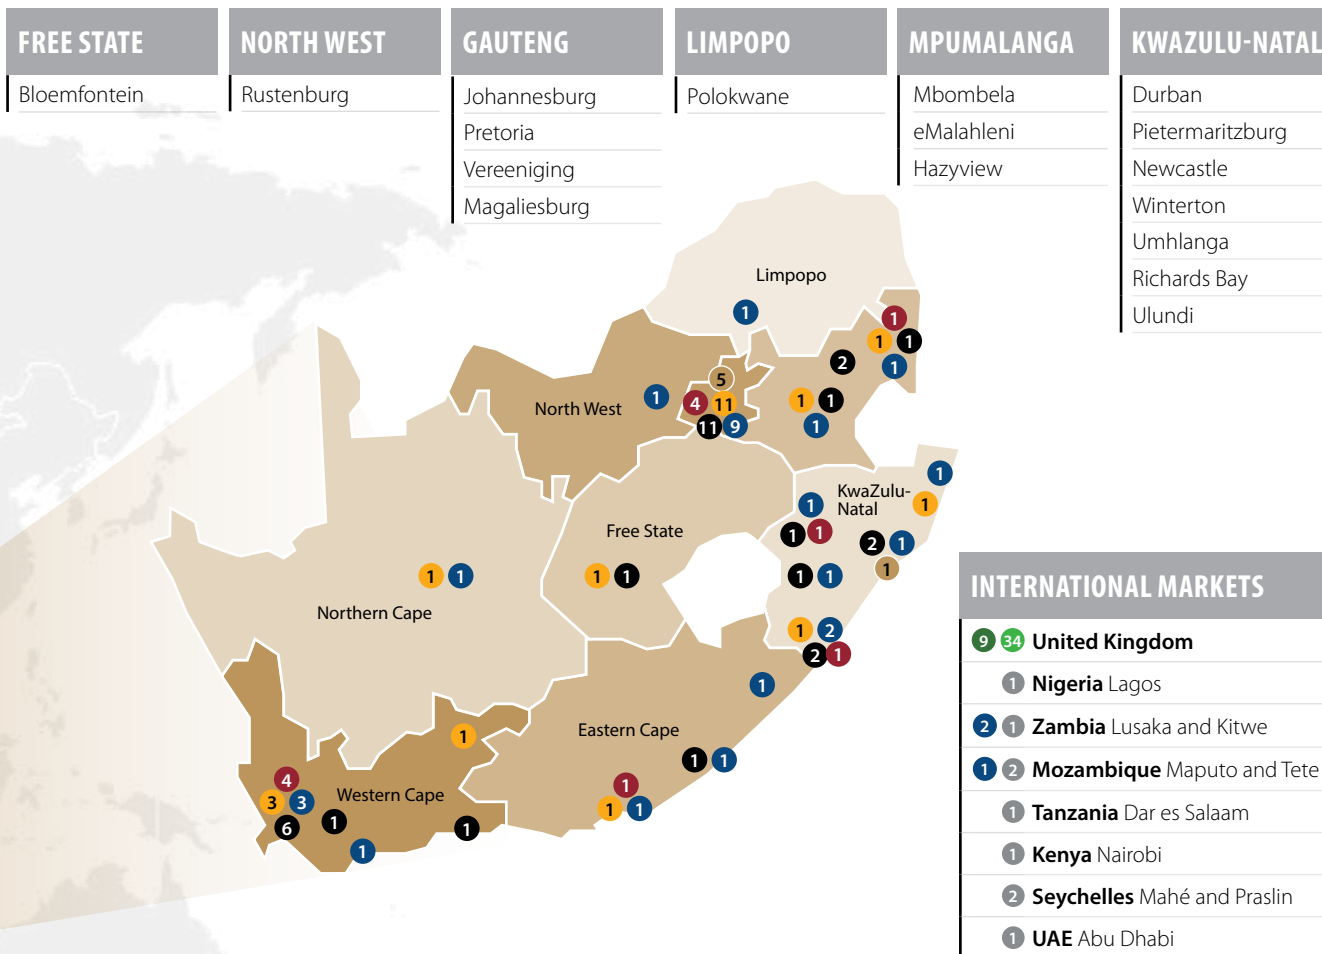 FREE STATE
Bloemfontein
NORTH WEST
Rustenburg
GAUTENG
Johannesburg
Pretoria
Vereeniging
Magaliesburg
LIMPOPO
Polokwane
MPUMALANGA
Mbombela
eMalahleni
Hazyview
KWAZULU-NATAL
Durban
Pietermaritzburg
Newcastle
Winterton
Umhlanga
Richards Bay
Ulundi
Limpopo
1
1
1 1
1
2
1 1
1
North West
1
5
4 11
11 9
KwaZulu-
Natal
1
1
1
1 1
2 1
1
1 1
1 2
2 1
Free State
1 1
Northern Cape
1 1
Eastern Cape
1
1 1
1
1 1
Western Cape
1
4
3 3
6
1
1
1
INTERNATIONAL MARKETS
9 34 United Kingdom
1 Nigeria Lagos
2 1 Zambia Lusaka and Kitwe
1 2 Mozambique Maputo and Tete
1 Tanzania Dar es Salaam
1 Kenya Nairobi
2 Seychelles Mahé and Praslin
1 UAE Abu Dhabi